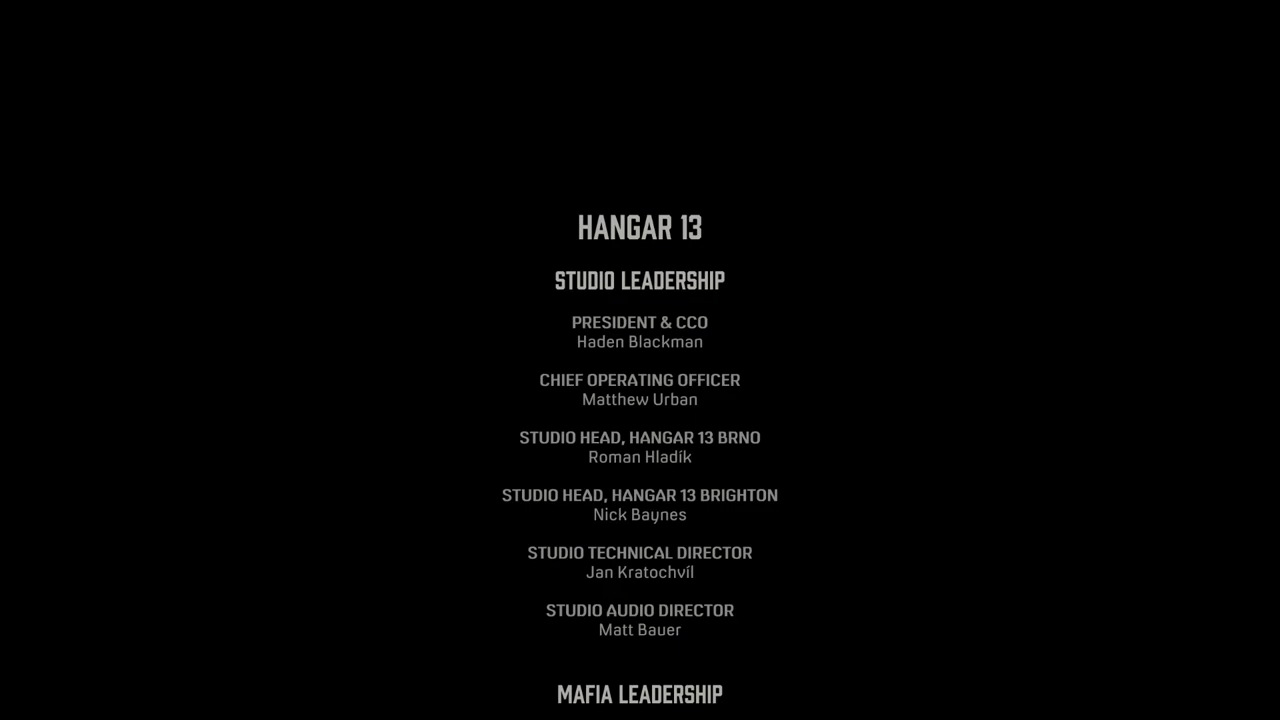 HANGAR 13
STUDIO LEADERSHIP
PRESIDENT & CCO
Haden Blackman
CHIEF OPERATING OFFICER
Matthew Urban
STUDIO HEAD, HANGAR 13 BRNO
Roman Hladík
STUDIO HEAD, HANGAR 13 BRIGHTON
Nick Baynes
STUDIO TECHNICAL DIRECTOR
Jan Kratochvíl
STUDIO AUDIO DIRECTOR
Matt Bauer
MAFIA LEADERSHIP